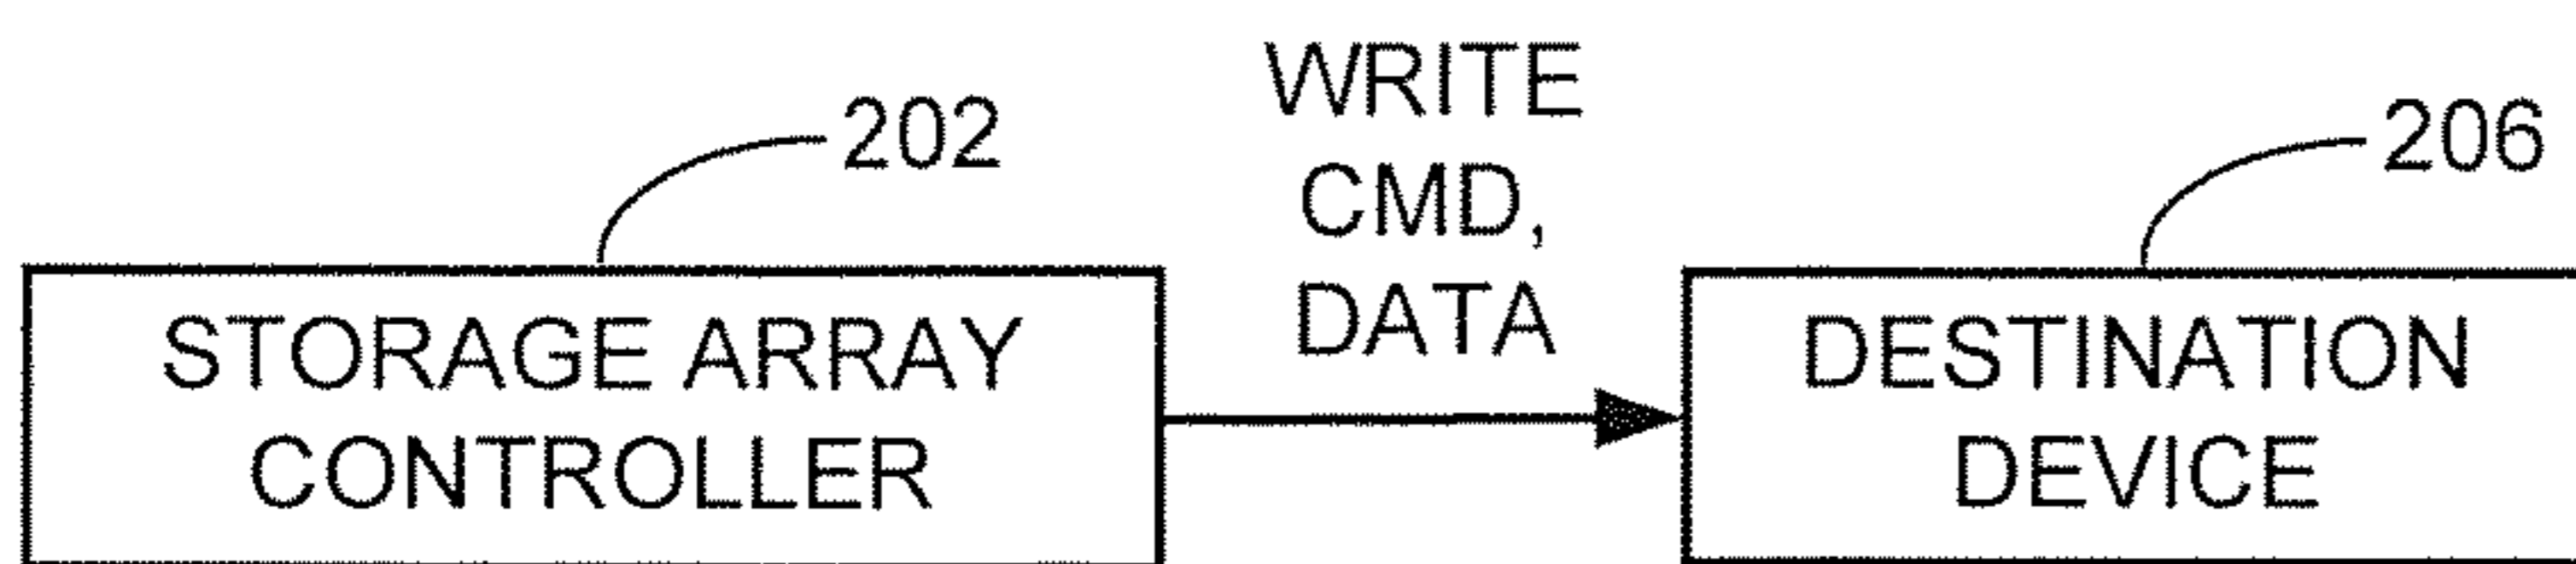 202
WRITE
CMD,
DATA
206
STORAGE ARRAY
CONTROLLER
DESTINATION
DEVICE